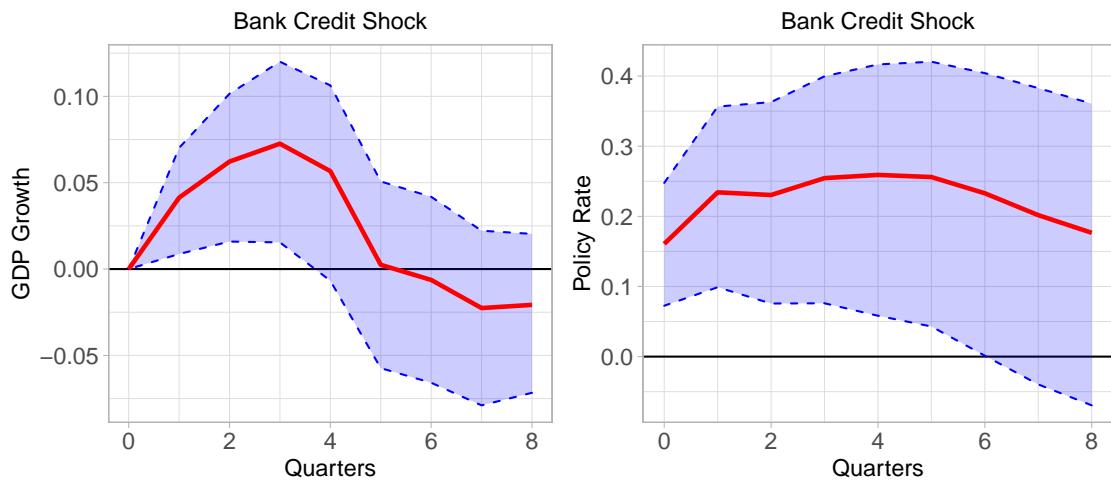 Bank Credit Shock
GDP Growth
0.10
0.05
0.00
−0.05
0 2 4 6 8
Quarters
Bank Credit Shock
Policy Rate
0.4
0.3
0.2
0.1
0.0
0 2 4 6 8
Quarters